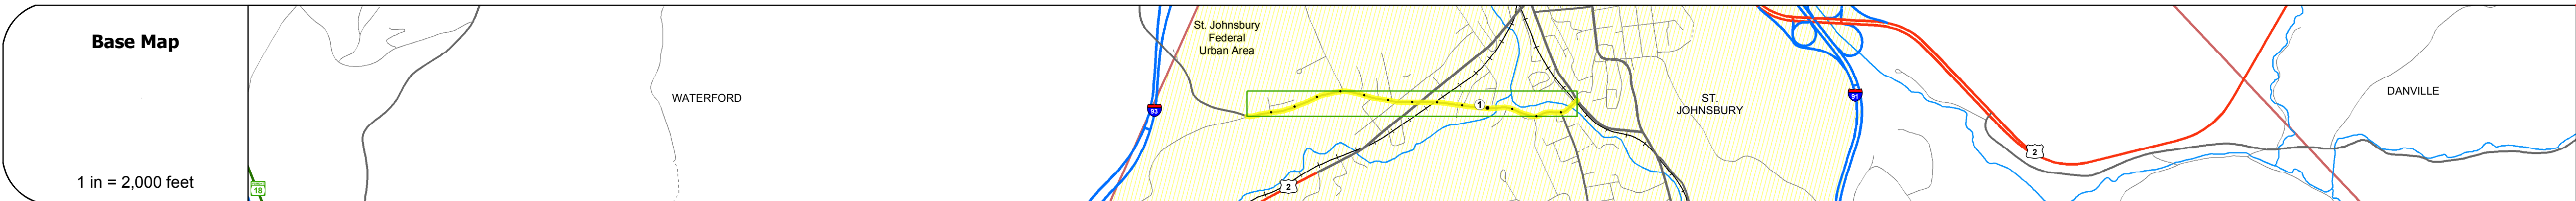 Base Map
1 in = 2,000 feet
18
WATERFORD
93
St. Johnsbury
Federal
Urban Area
2
1
ST.
JOHNSBURY
91
2
DANVILLE